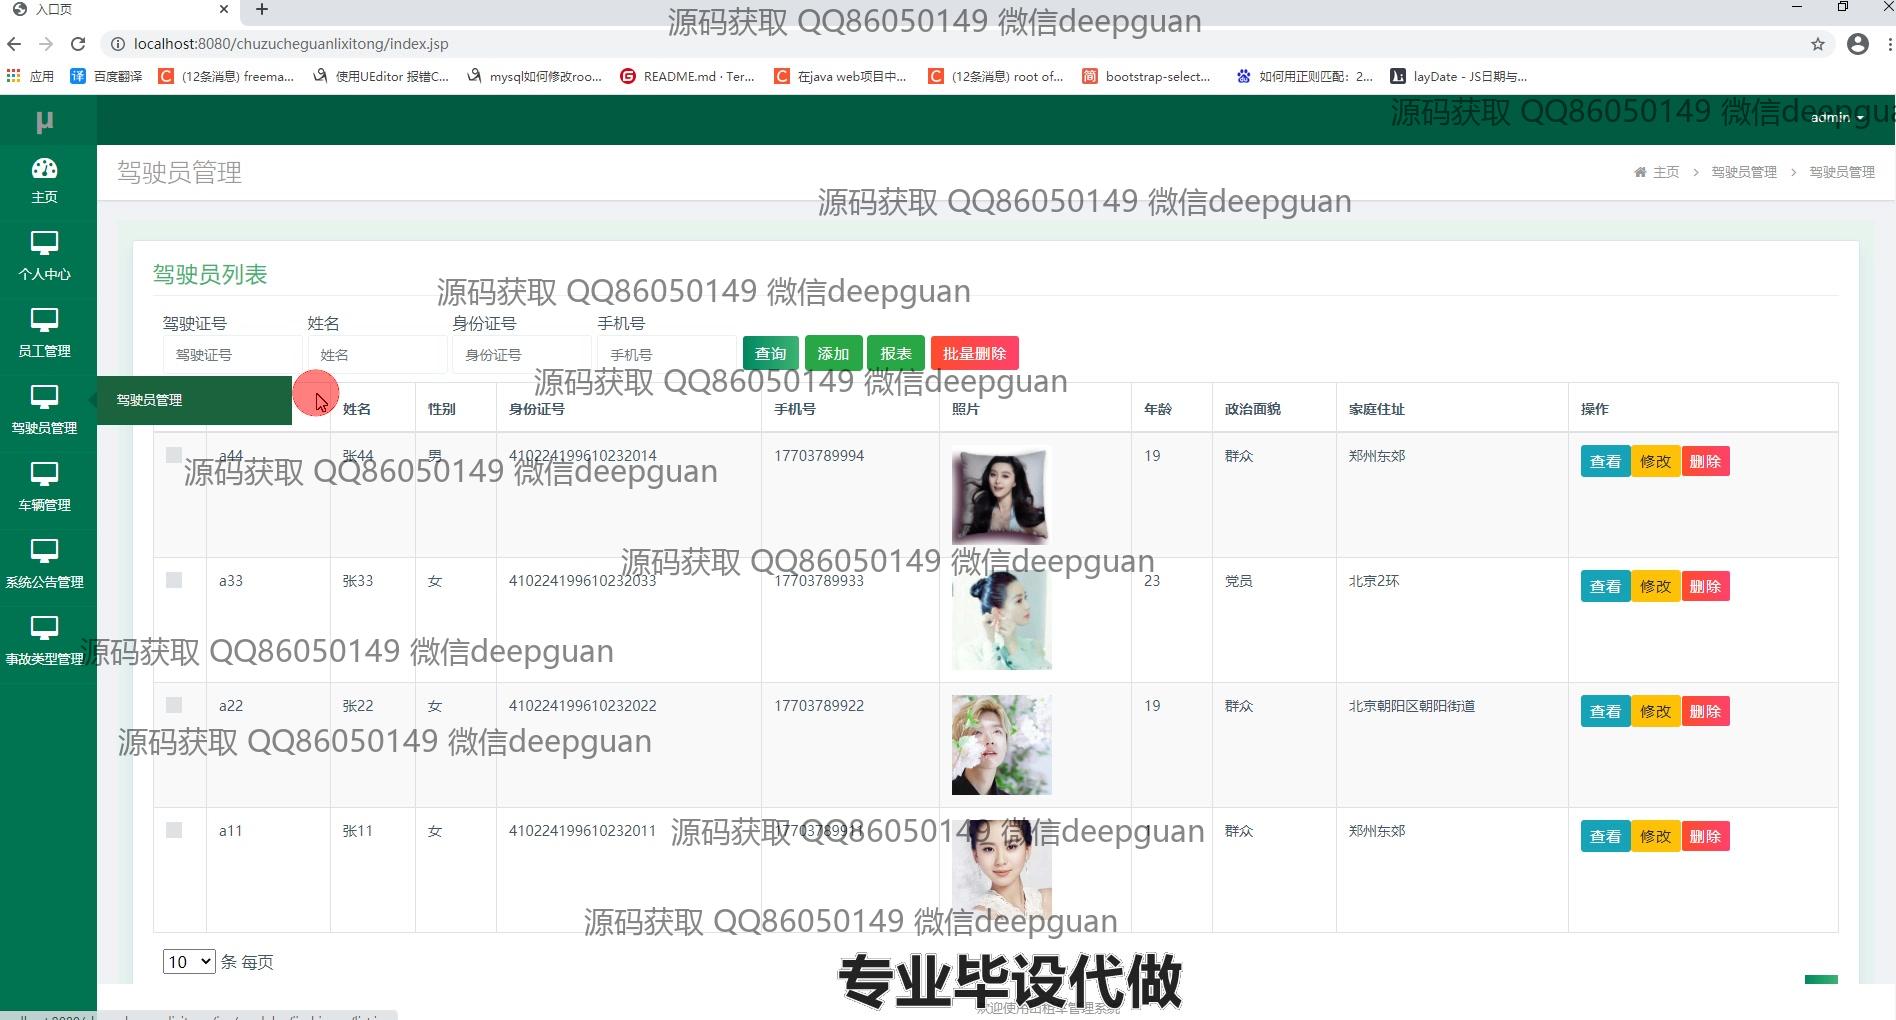 入口页
源码获取 QQ86050149 微信deepguan
localhost:8080/chuzucheguanlixitong/index.jsp
应用 百度翻译 (12条消息) freema... 使用UEditor 报错C... mysql如何修改roo... README.md · Ter... 在java web项目中... (12条消息) root of... bootstrap-select... 如何用正则匹配：2... layDate - JS日期与...
μ
源码获取 QQ86050149 微信deepgua
admin
驾驶员管理
主页 > 驾驶员管理 > 驾驶员管理
主页
源码获取 QQ86050149 微信deepguan
个人中心
驾驶员列表
源码获取 QQ86050149 微信deepguan
驾驶证号 姓名 身份证号 手机号
员工管理
驾驶证号 姓名 身份证号 手机号 查询 添加 报表 批量删除
源码获取 QQ86050149 微信deepguan
驾驶员管理
姓名 性别 身份证号 手机号 照片 年龄 政治面貌 家庭住址 操作
驾驶员管理
a44 张44 男 410224199610232014 17703789994 19 群众 郑州东郊 查看 修改 删除
源码获取 QQ86050149 微信deepguan
车辆管理
源码获取 QQ86050149 微信deepguan
系统公告管理
a33 张33 女 410224199610232033 17703789933 23 党员 北京2环 查看 修改 删除
事故类型管理
源码获取 QQ86050149 微信deepguan
a22 张22 女 410224199610232022 17703789922 19 群众 北京朝阳区朝阳街道 查看 修改 删除
源码获取 QQ86050149 微信deepguan
a11 张11 女 410224199610232011 17703789911 群众 郑州东郊 查看 修改 删除
源码获取 QQ86050149 微信deepguan
源码获取 QQ86050149 微信deepguan
10 条 每页
专业毕设代做
欢迎使用出租车管理系统